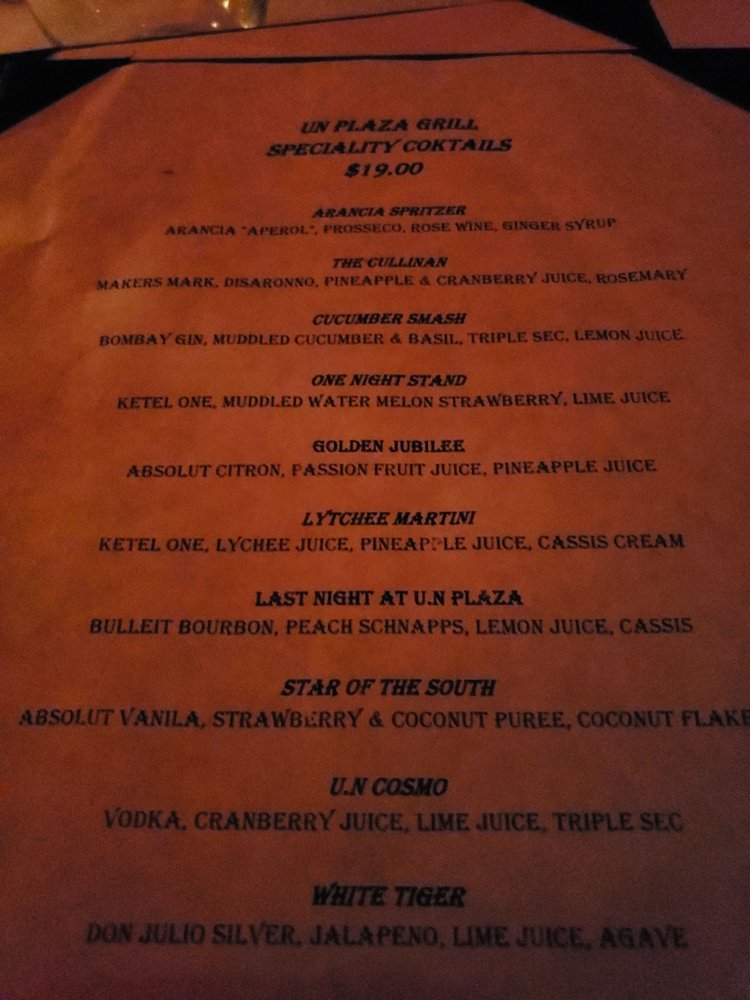 UN PLAZA GRILL
SPECIALITY COKTAILS
$19.00
ARANCIA SPRITZER
ARANCIA "APEROL", PROSSECO, ROSE WINE, GINGER SYRUP
THE CULLINAN
MAKERS MARK, DISARONNO, PINEAPPLE & CRANBERRY JUICE, ROSEMARY
CUCUMBER SMASH
BOMBAY GIN, MUDDLED CUCUMBER & BASIL, TRIPLE SEC, LEMON JUICE.
ONE NIGHT STAND
KETEL ONE, MUDDLED WATER MELON STRAWBERRY, LIME JUICE
GOLDEN JUBILEE
ABSOLUT CITRON, PASSION FRUIT JUICE, PINEAPPLE JUICE
LYTCHEE MARTINI
KETEL ONE, LYCHEE JUICE, PINEAPPLE JUICE, CASSIS CREAM
LAST NIGHT AT U.N PLAZA
BULLEIT BOURBON, PEACH SCHNAPPS, LEMON JUICE, CASSIS
STAR OF THE SOUTH
ABSOLUT VANILA, STRAWBERRY & COCONUT PUREE, COCONUT FLAKE
U.N COSMO
VODKA, CRANBERRY JUICE, LIME JUICE, TRIPLE SEC
WHITE TIGER
DON JULIO SILVER, JALAPENO, LIME JUICE, AGAVE